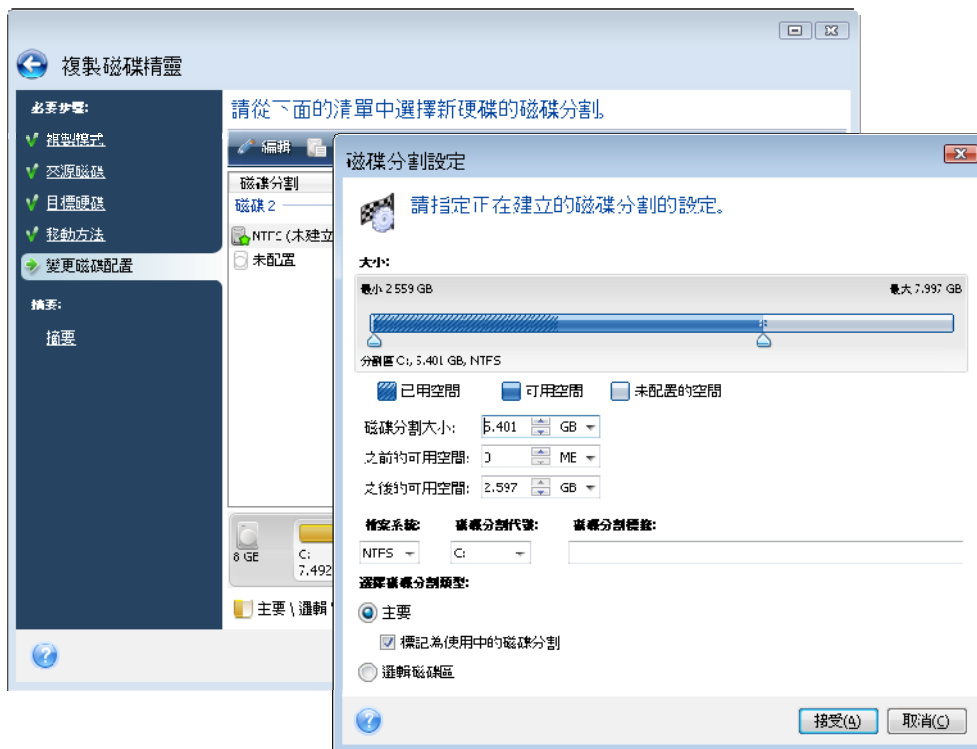 複製磁碟精靈
必要步驟:
複製模式
來源磁碟
目標硬碟
移動方法
變更磁碟配置
摘要:
摘要
請從下面的清單中選擇新硬碟的磁碟分割。
編輯
磁碟分割
磁碟 2
NTFS (未建立
未配置
8 GB
C:
7.492
主要 \ 邏輯
磁碟分割設定
請指定正在建立的磁碟分割的設定。
大小:
最小 2.559 GB 最大 7.997 GB
分割區 C:, 5.401 GB, NTFS
已用空間 可用空間 未配置的空間
磁碟分割大小: 5.401 GB
之前的可用空間: 0 MB
之後的可用空間: 2.597 GB
檔案系統: 磁碟分割代號: 磁碟分割標籤:
NTFS C:
選擇磁碟分割類型:
主要
標記為使用中的磁碟分割
邏輯磁碟區
接受(A) 取消(C)